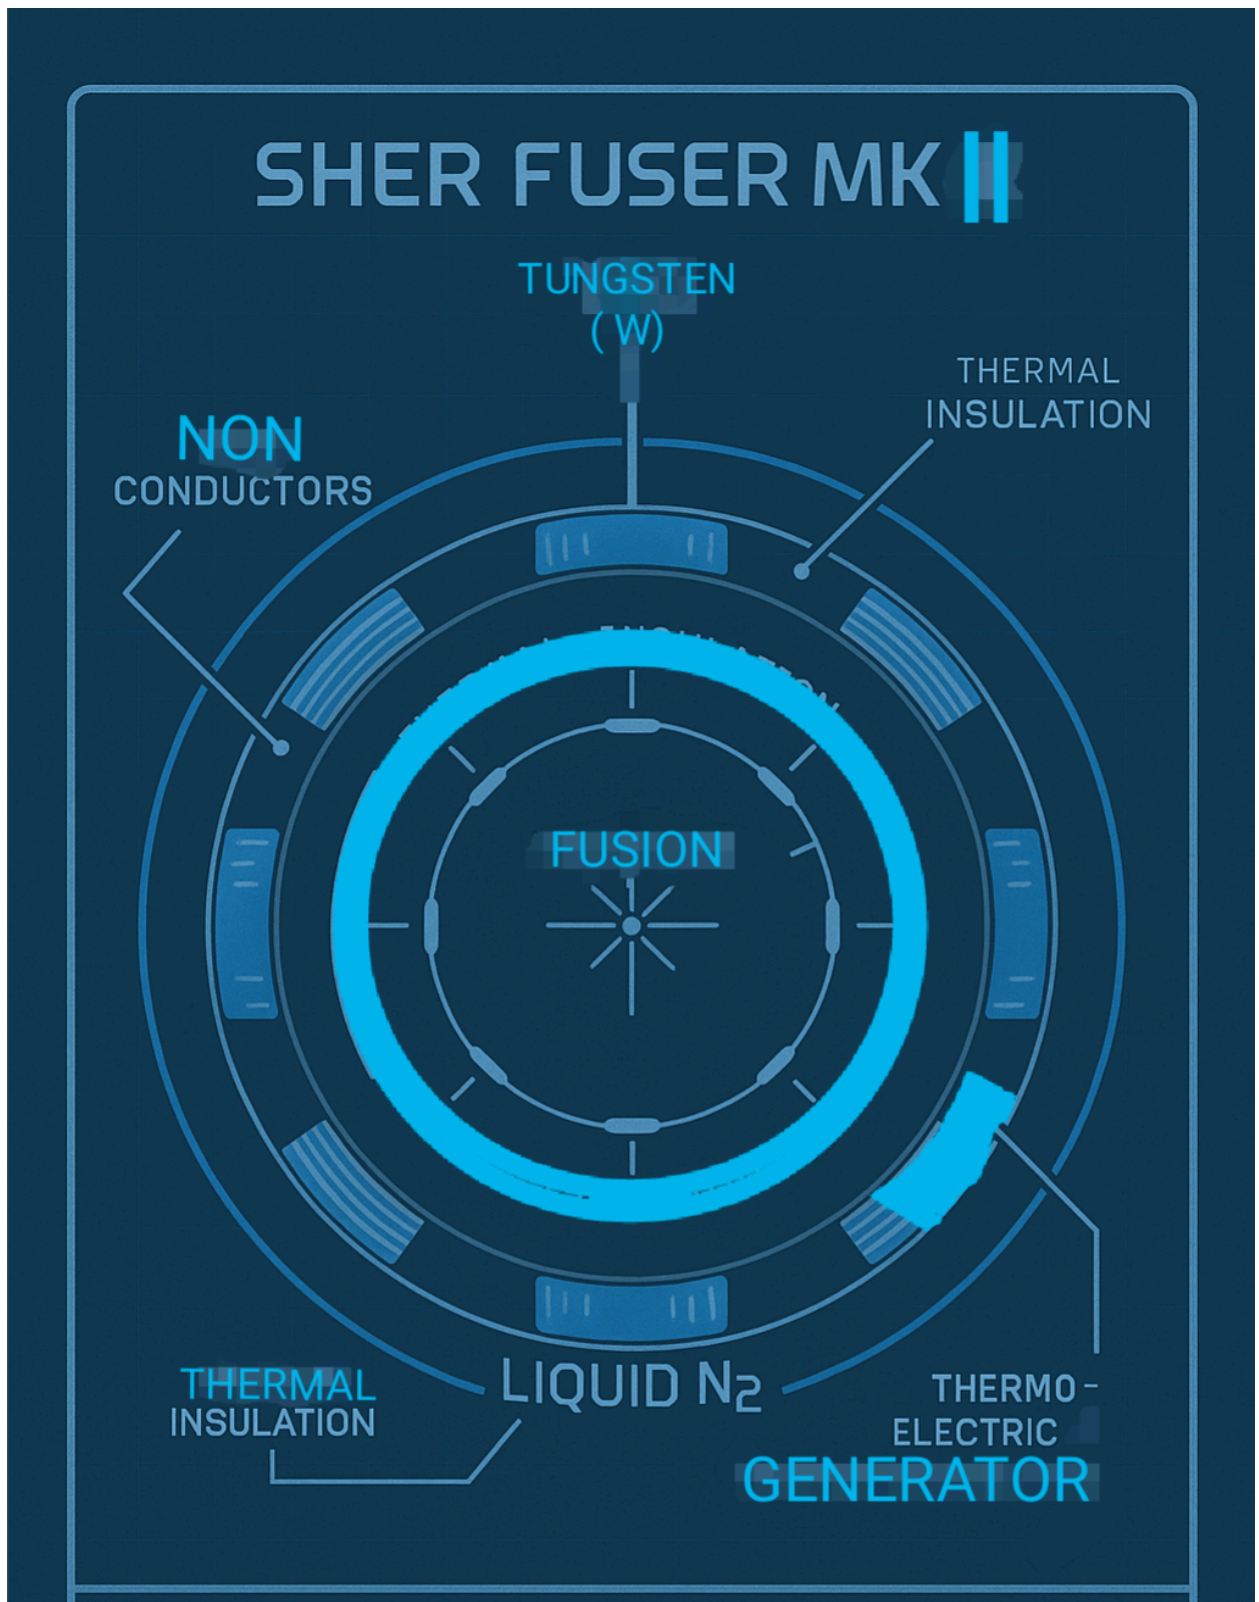 SHER FUSER MK II
TUNGSTEN
(W)
THERMAL
INSULATION
NON
CONDUCTORS
FUSION
LIQUID N2
THERMAL
INSULATION
THERMO-
ELECTRIC
GENERATOR